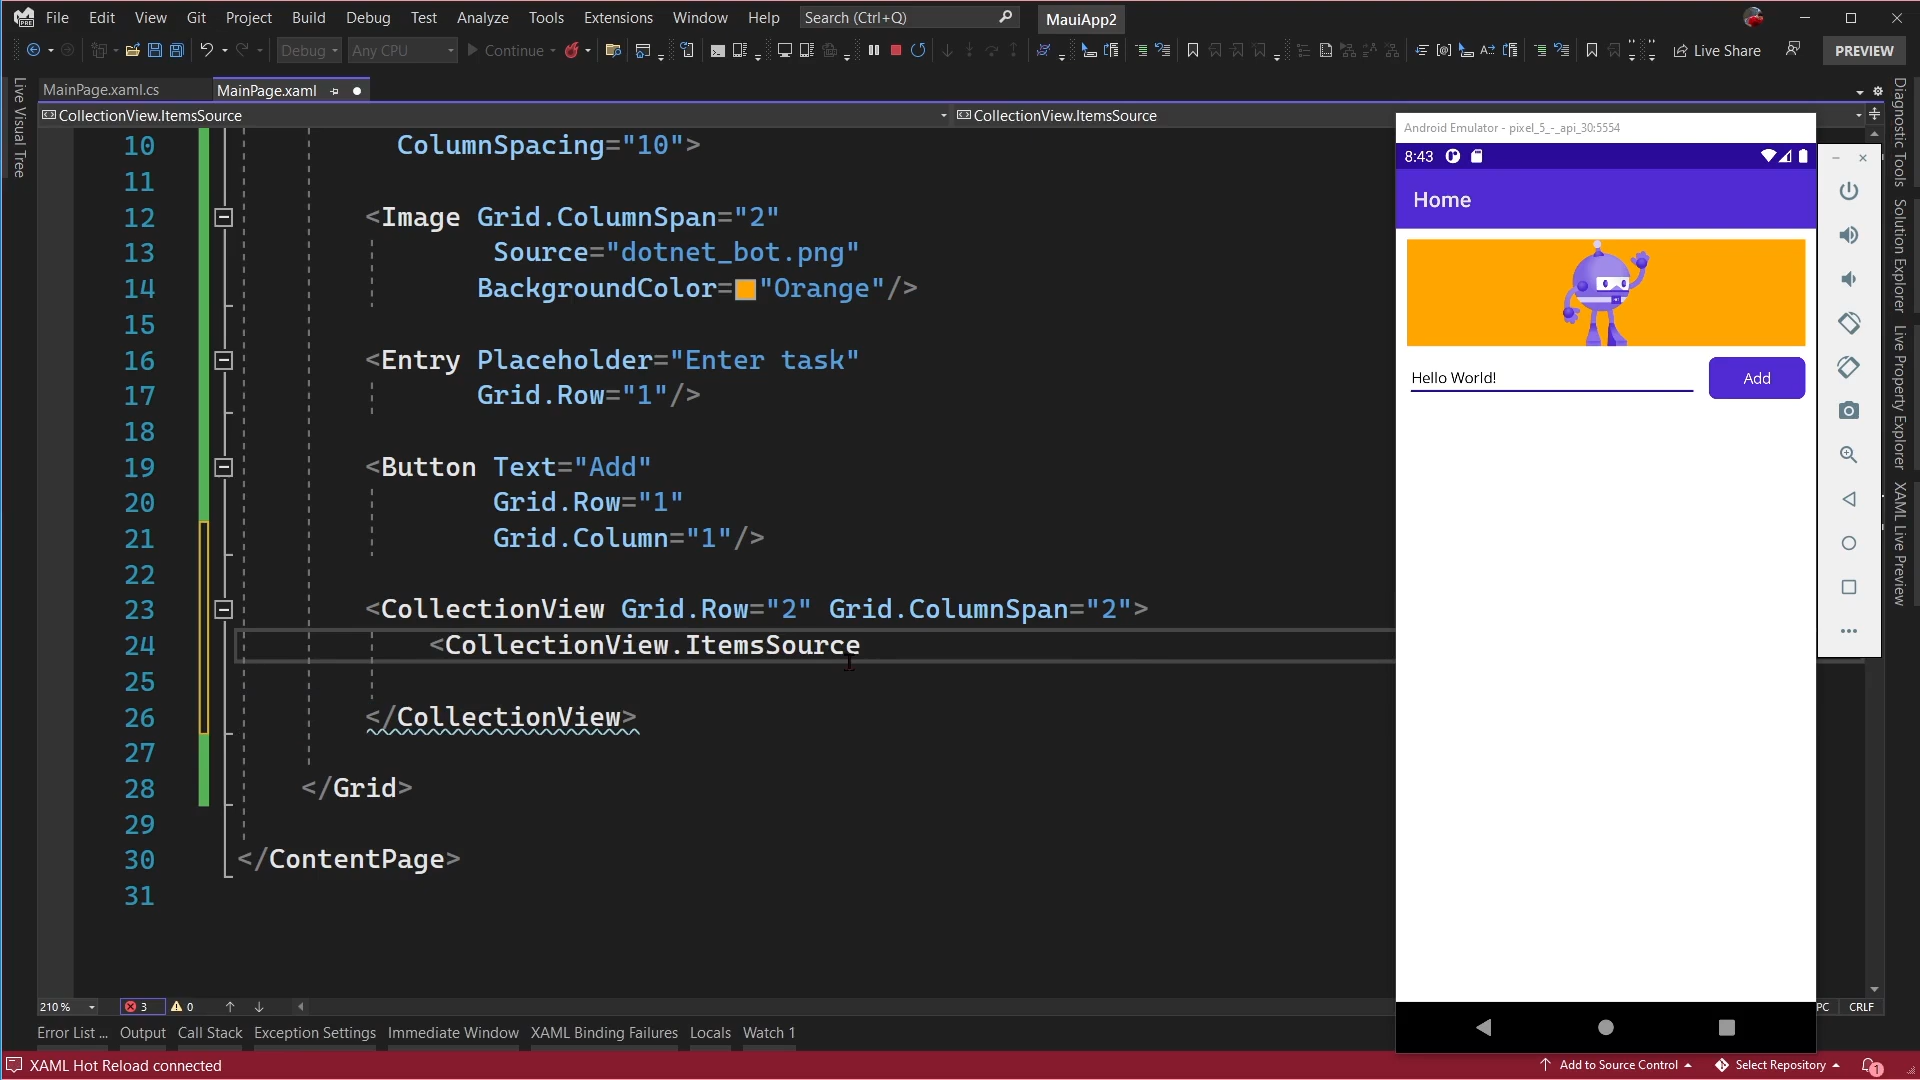 File Edit View Git Project Build Debug Test Analyze Tools Extensions Window Help Search (Ctrl+Q) MauiApp2
Debug Any CPU Continue Live Share PREVIEW
MainPage.xaml.cs MainPage.xaml
CollectionView.ItemsSource CollectionView.ItemsSource
Live Visual Tree
10 ColumnSpacing="10">
11
12 <Image Grid.ColumnSpan="2"
13 Source="dotnet_bot.png"
14 BackgroundColor="Orange"/>
15
16 <Entry Placeholder="Enter task"
17 Grid.Row="1"/>
18
19 <Button Text="Add"
20 Grid.Row="1"
21 Grid.Column="1"/>
22
23 <CollectionView Grid.Row="2" Grid.ColumnSpan="2">
24 <CollectionView.ItemsSource
25
26 </CollectionView>
27
28 </Grid>
29
30 </ContentPage>
31
Android Emulator - pixel_5_-_api_30:5554
8:43
Home
Hello World!
Add
Diagnostic Tools
Solution Explorer
Live Property Explorer
XAML Live Preview
210 % 3 0 PC CRLF
Error List ... Output Call Stack Exception Settings Immediate Window XAML Binding Failures Locals Watch 1
XAML Hot Reload connected Add to Source Control Select Repository 1